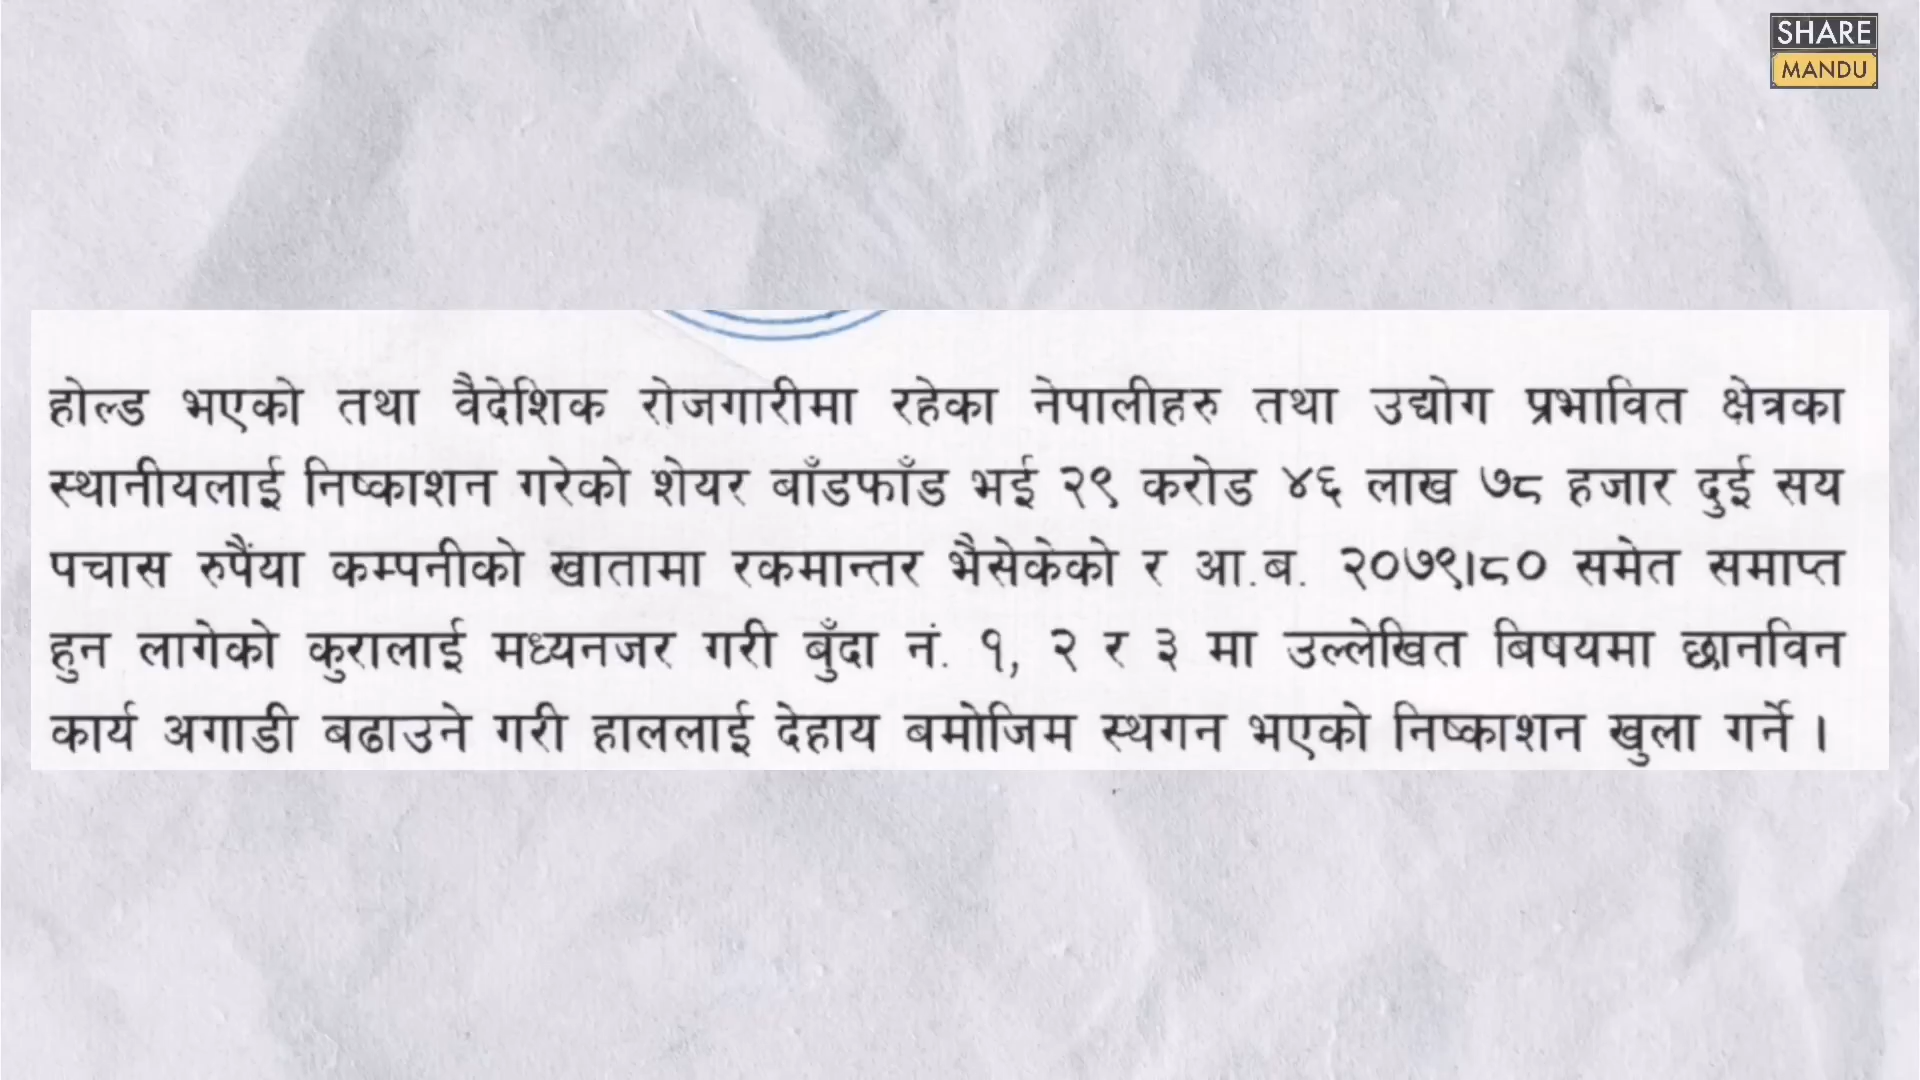 SHARE
MANDU
होल्ड भएको तथा वैदेशिक रोजगारीमा रहेका नेपालीहरु तथा उद्योग प्रभावित क्षेत्रका
स्थानीयलाई निष्काशन गरेको शेयर बाँडफाँड भई २९ करोड ४६ लाख ७८ हजार दुई सय
पचास रुपैंया कम्पनीको खातामा रकमान्तर भैसेकेको र आ.ब. २०७९।८० समेत समाप्त
हुन लागेको कुरालाई मध्यनजर गरी बुँदा नं. १, २ र ३ मा उल्लेखित बिषयमा छानविन
कार्य अगाडी बढाउने गरी हाललाई देहाय बमोजिम स्थगन भएको निष्काशन खुला गर्ने ।